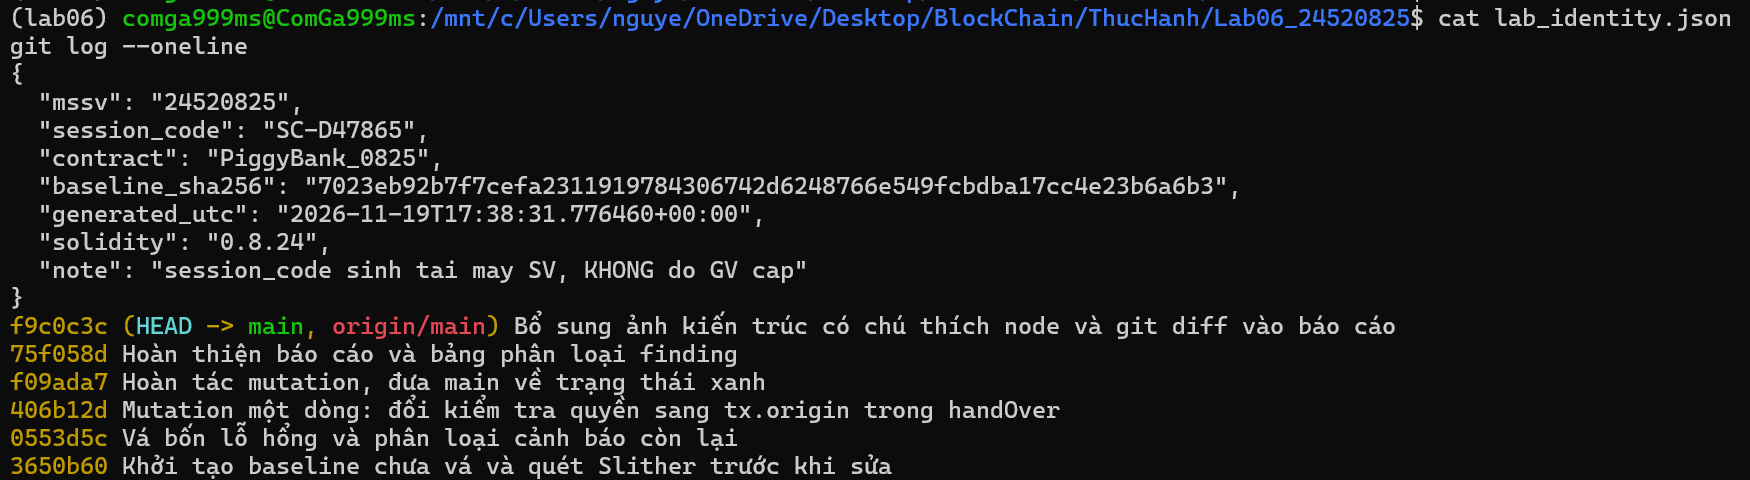 (lab06) comga999ms@ComGa999ms:/mnt/c/Users/nguye/OneDrive/Desktop/BlockChain/ThucHanh/Lab06_24520825$ cat lab_identity.json
git log --oneline
{
  "mssv": "24520825",
  "session_code": "SC-D47865",
  "contract": "PiggyBank_0825",
  "baseline_sha256": "7023eb92b7f7cefa2311919784306742d6248766e549fcbdba17cc4e23b6a6b3",
  "generated_utc": "2026-11-19T17:38:31.776460+00:00",
  "solidity": "0.8.24",
  "note": "session_code sinh tai may SV, KHONG do GV cap"
}
f9c0c3c (HEAD -> main, origin/main) Bổ sung ảnh kiến trúc có chú thích node và git diff vào báo cáo
75f058d Hoàn thiện báo cáo và bảng phân loại finding
f09ada7 Hoàn tác mutation, đưa main về trạng thái xanh
406b12d Mutation một dòng: đổi kiểm tra quyền sang tx.origin trong handOver
0553d5c Vá bốn lỗ hổng và phân loại cảnh báo còn lại
3650b60 Khởi tạo baseline chưa vá và quét Slither trước khi sửa